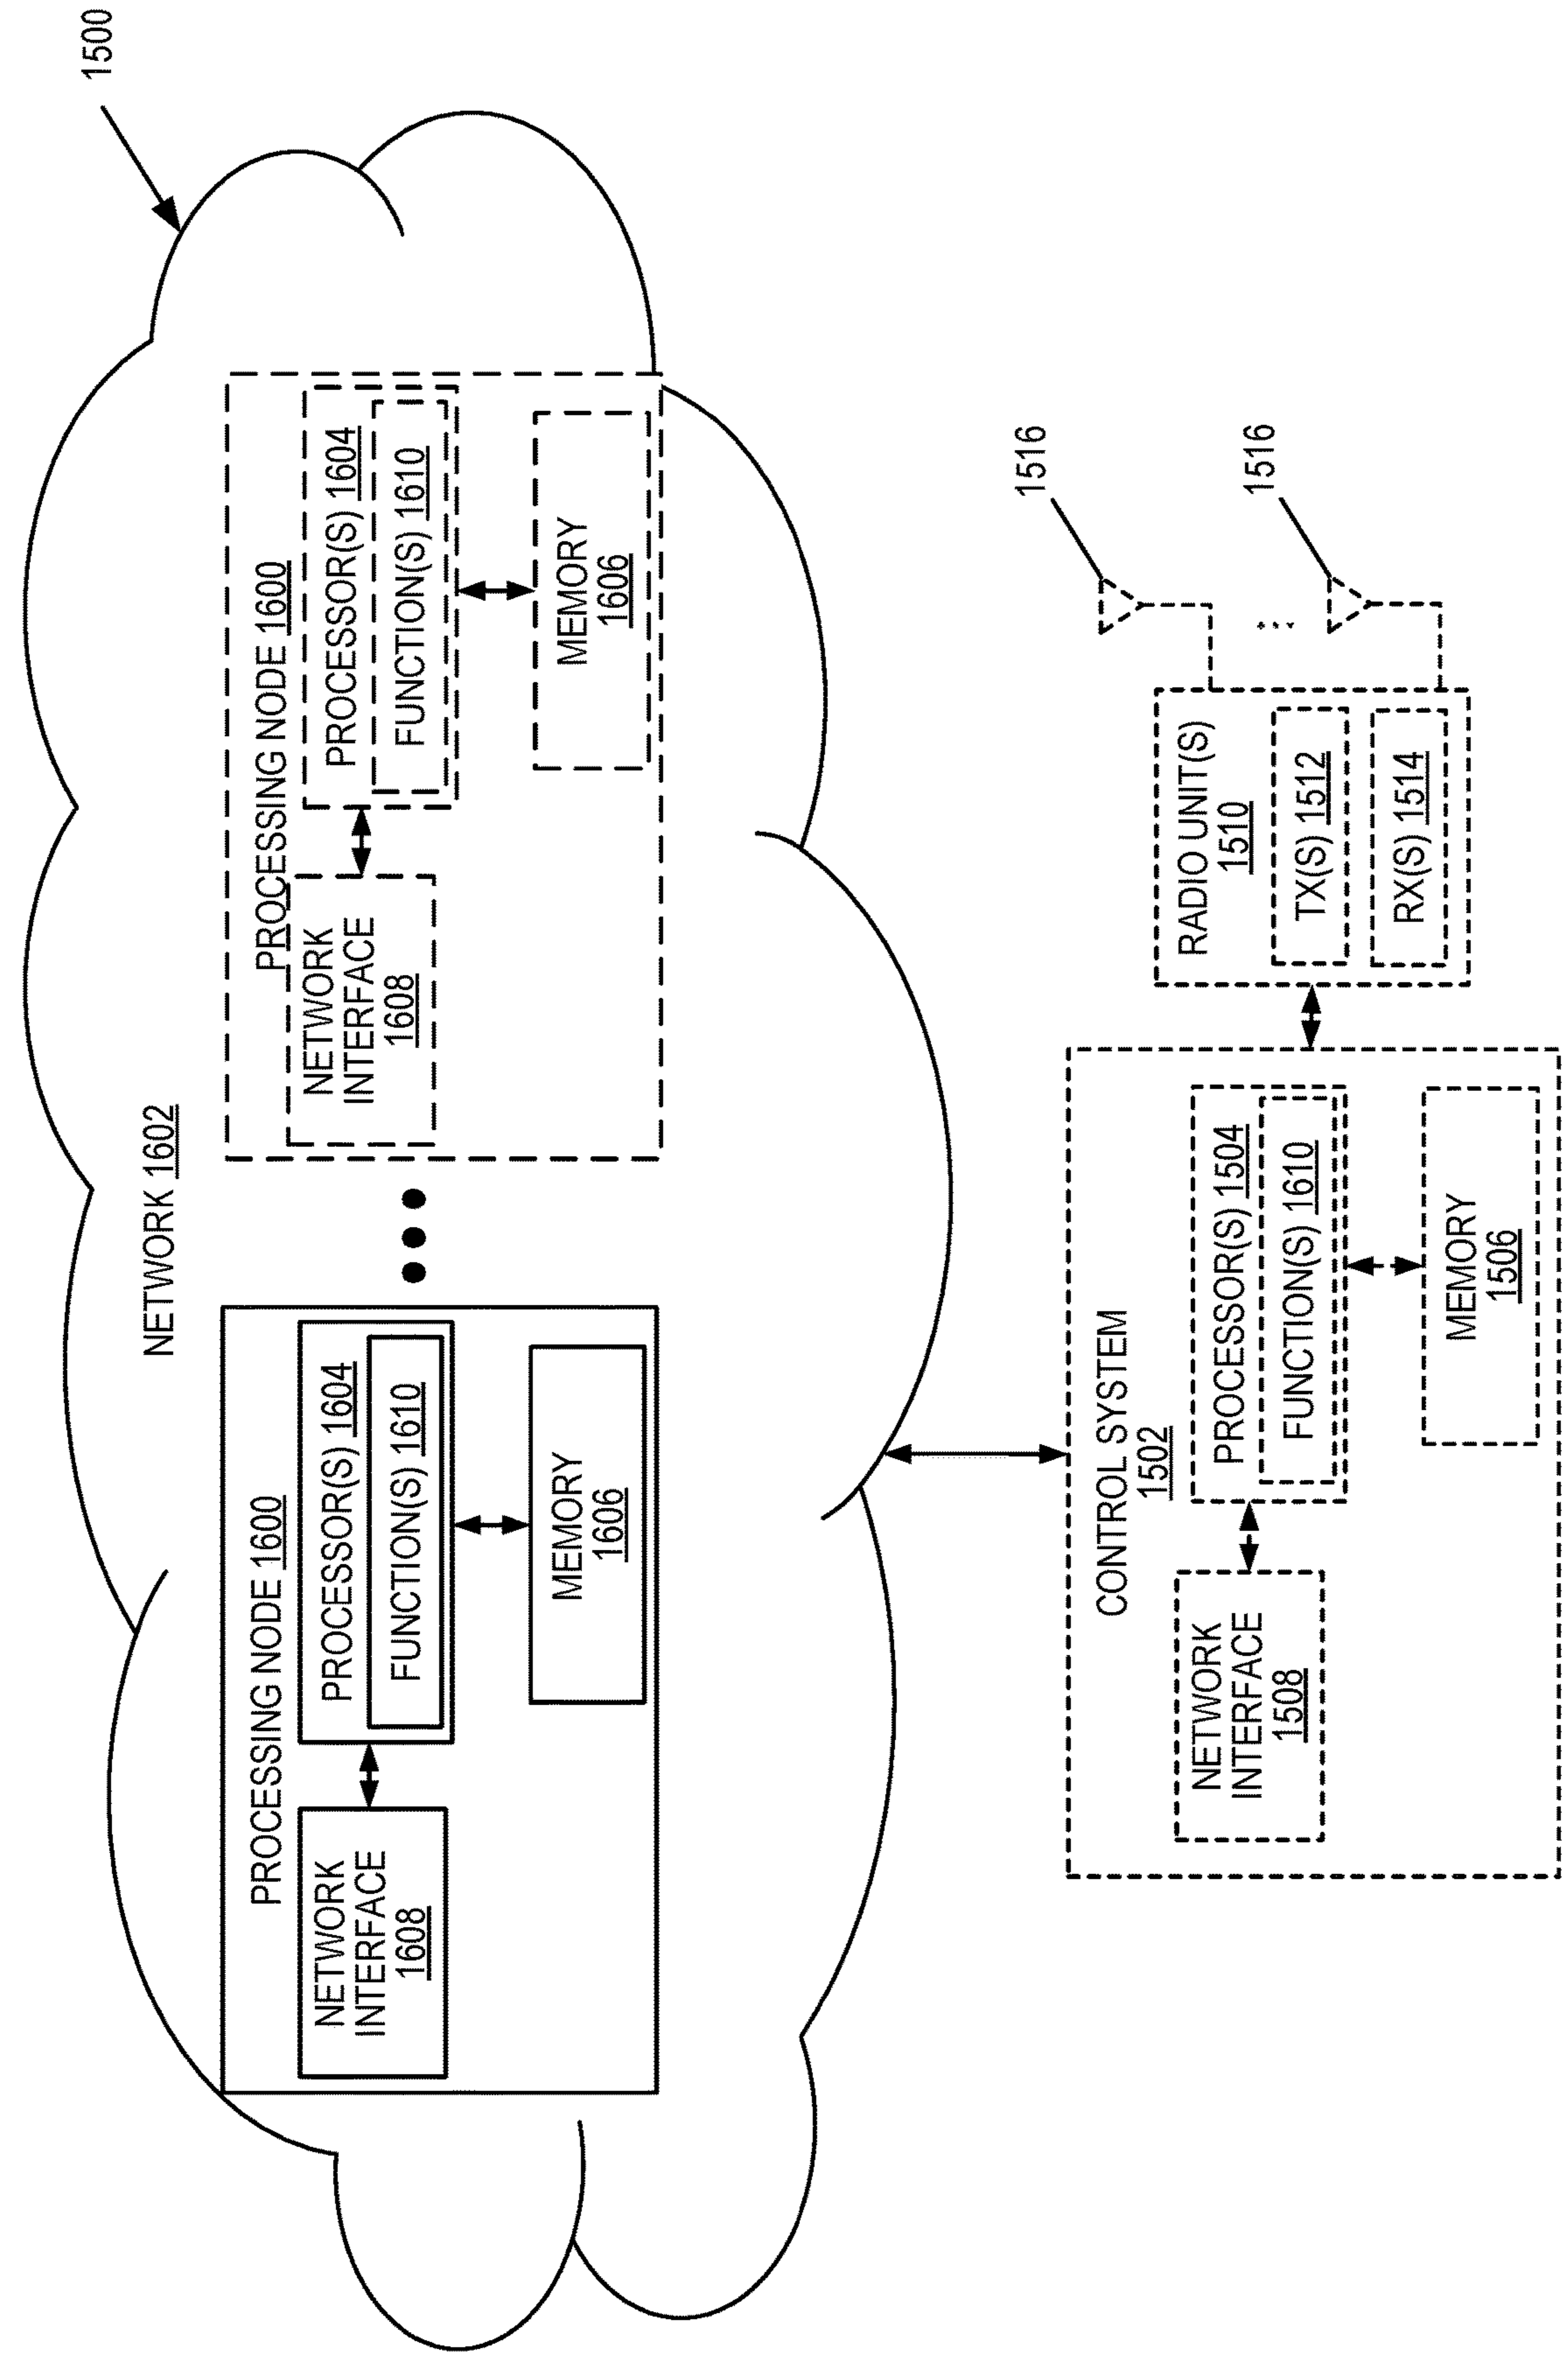 1500
NETWORK 1602
PROCESSING NODE 1600
NETWORK
INTERFACE
1608
PROCESSOR(S) 1604
FUNCTION(S) 1610
MEMORY
1606
PROCESSING NODE 1600
NETWORK
INTERFACE
1608
PROCESSOR(S) 1604
FUNCTION(S) 1610
MEMORY
1606
CONTROL SYSTEM
1502
NETWORK
INTERFACE
1508
PROCESSOR(S) 1504
FUNCTION(S) 1610
MEMORY
1506
RADIO UNIT(S)
1510
TX(S) 1512
RX(S) 1514
1516
1516